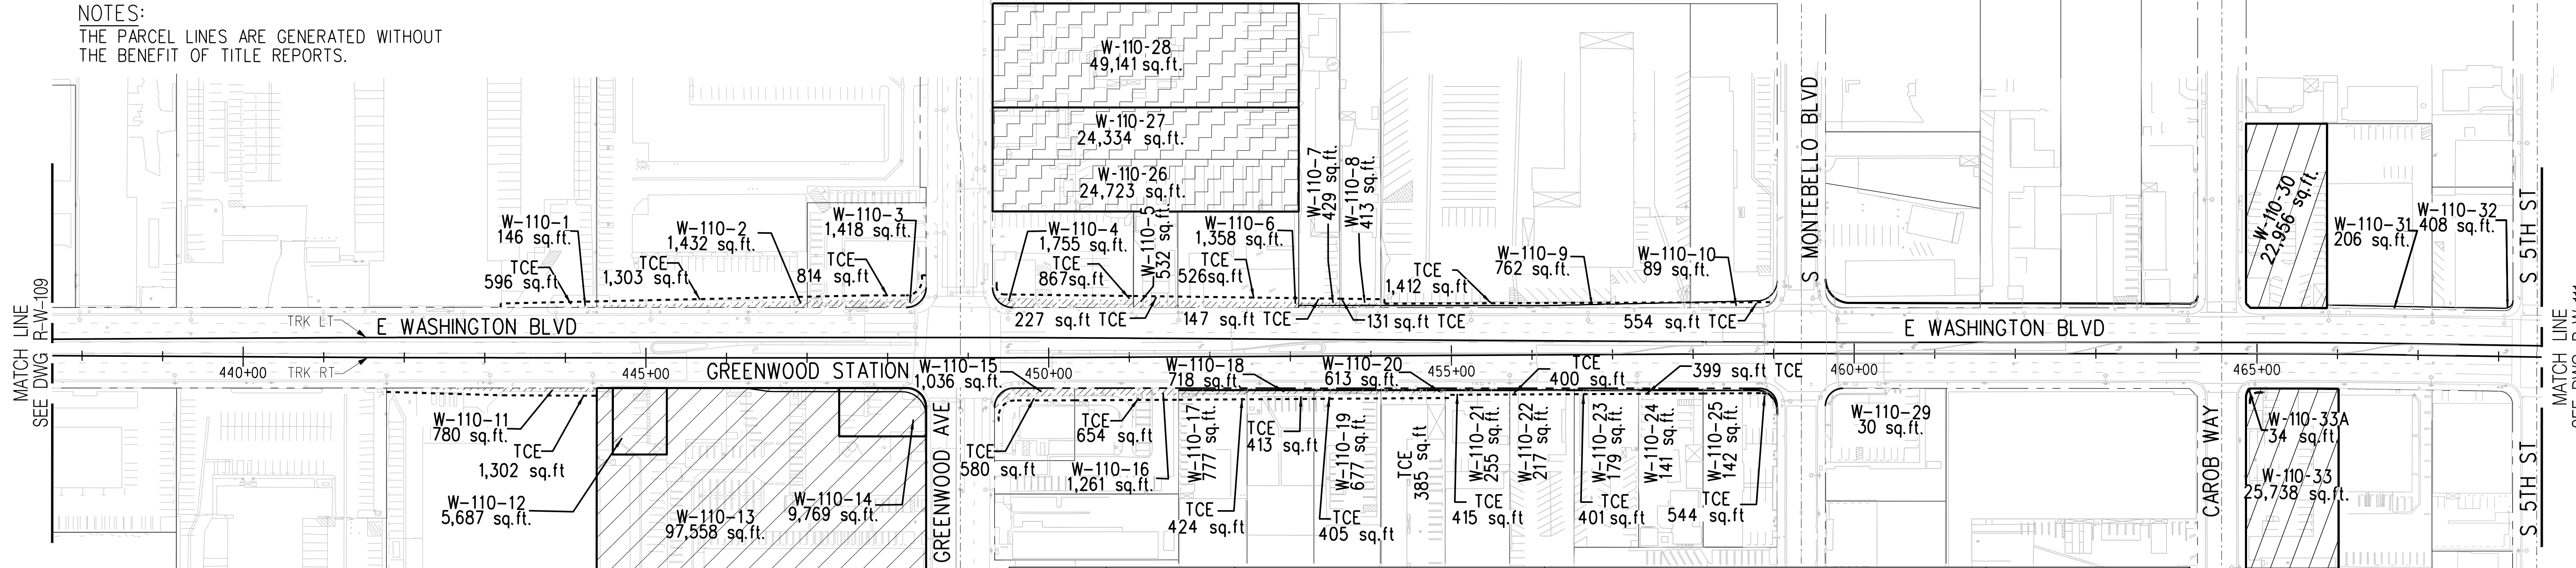 NOTES:
THE PARCEL LINES ARE GENERATED WITHOUT
THE BENEFIT OF TITLE REPORTS.
W-110-28
49,141 sq.ft.
W-110-27
24,334 sq.ft.
W-110-26
24,723 sq.ft.
W-110-1
146 sq.ft.
TCE
596 sq.ft
W-110-2
1,432 sq.ft.
TCE
1,303 sq.ft
W-110-3
1,418 sq.ft.
TCE
814 sq.ft
W-110-4
1,755 sq.ft.
TCE
867sq.ft
W-110-5
532 sq.ft.
W-110-6
1,358 sq.ft.
TCE
526sq.ft
W-110-7
429 sq.ft.
W-110-8
413 sq.ft.
TCE
1,412 sq.ft
W-110-9
762 sq.ft.
W-110-10
89 sq.ft.
S MONTEBELLO BLVD
W-110-30
22,956 sq.ft.
W-110-31
206 sq.ft.
W-110-32
408 sq.ft.
S 5TH ST
227 sq.ft TCE
147 sq.ft TCE
131 sq.ft TCE
554 sq.ft TCE
MATCH LINE
SEE DWG R-W-109
TRK LT
E WASHINGTON BLVD
E WASHINGTON BLVD
TRK RT
MATCH LINE
440+00
445+00
GREENWOOD STATION
450+00
455+00
460+00
465+00
W-110-15
1,036 sq.ft.
W-110-18
718 sq.ft.
W-110-20
613 sq.ft.
TCE
400 sq.ft
399 sq.ft TCE
W-110-11
780 sq.ft.
TCE
1,302 sq.ft
W-110-12
5,687 sq.ft.
W-110-13
97,558 sq.ft.
W-110-14
9,769 sq.ft.
GREENWOOD AVE
TCE
580 sq.ft
TCE
654 sq.ft
W-110-16
1,261 sq.ft.
W-110-17
777 sq.ft.
TCE
424 sq.ft
TCE
413 sq.ft
W-110-19
677 sq.ft.
TCE
405 sq.ft
TCE
385 sq.ft
W-110-21
255 sq.ft.
TCE
415 sq.ft
W-110-22
217 sq.ft.
W-110-23
179 sq.ft.
TCE
401 sq.ft
W-110-24
141 sq.ft.
W-110-25
142 sq.ft.
TCE
544 sq.ft
W-110-29
30 sq.ft.
CAROB WAY
W-110-33A
34 sq.ft.
W-110-33
25,738 sq.ft.
S 5TH ST